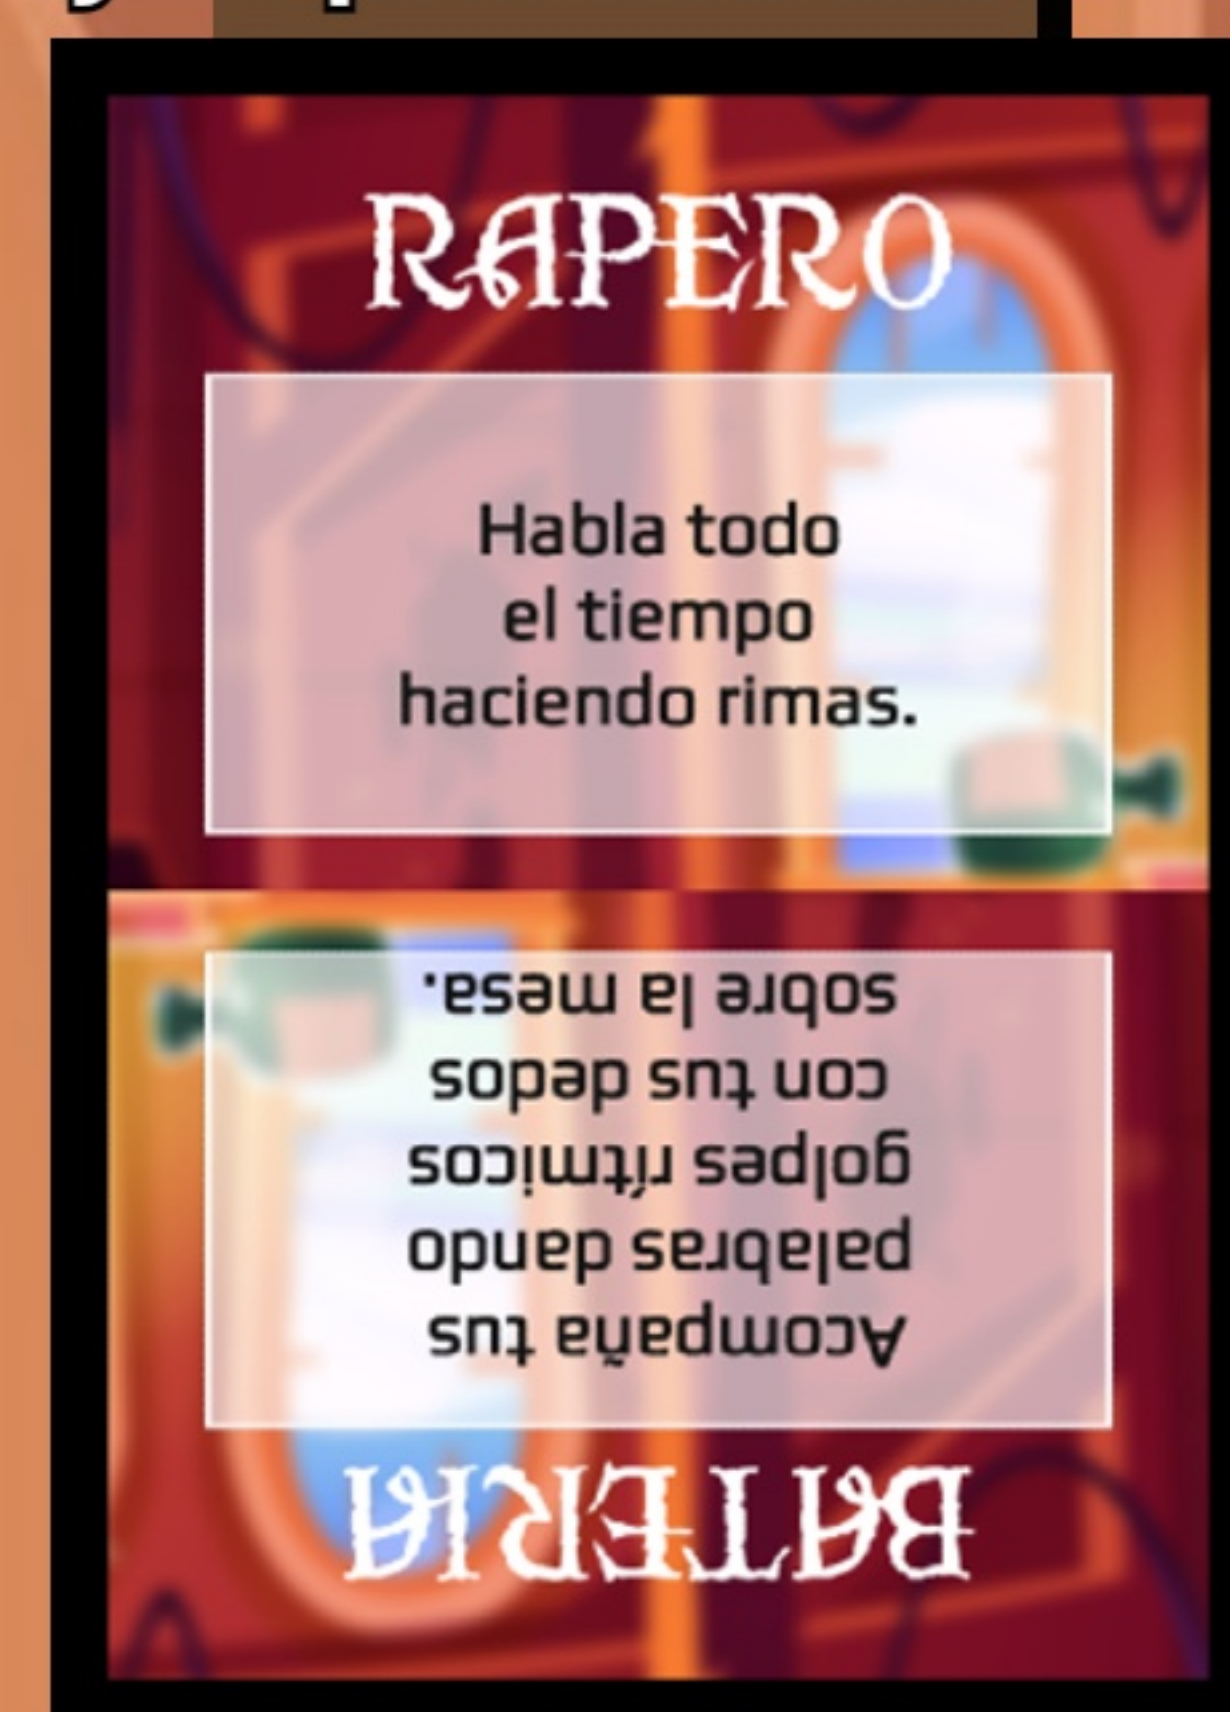 RAPERO
Habla todo
el tiempo
haciendo rimas.
BATERIA
Acompaña tus
palabras dando
golpes rítmicos
con tus dedos
sobre la mesa.